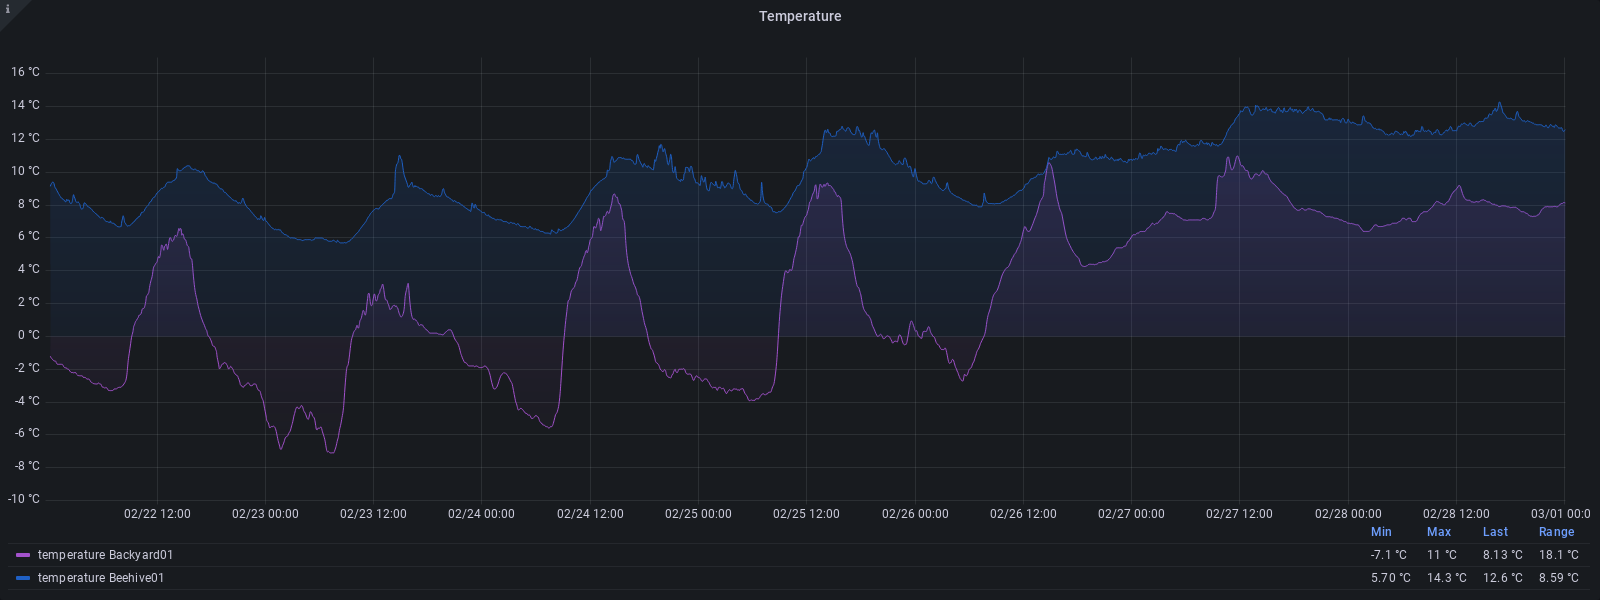 i
Temperature
16 °C
14 °C
12 °C
10 °C
8 °C
6 °C
4 °C
2 °C
0 °C
-2 °C
-4 °C
-6 °C
-8 °C
-10 °C
02/22 12:00 02/23 00:00 02/23 12:00 02/24 00:00 02/24 12:00 02/25 00:00 02/25 12:00 02/26 00:00 02/26 12:00 02/27 00:00 02/27 12:00 02/28 00:00 02/28 12:00 03/01 00:0
Min Max Last Range
temperature Backyard01 -7.1 °C 11 °C 8.13 °C 18.1 °C
temperature Beehive01 5.70 °C 14.3 °C 12.6 °C 8.59 °C